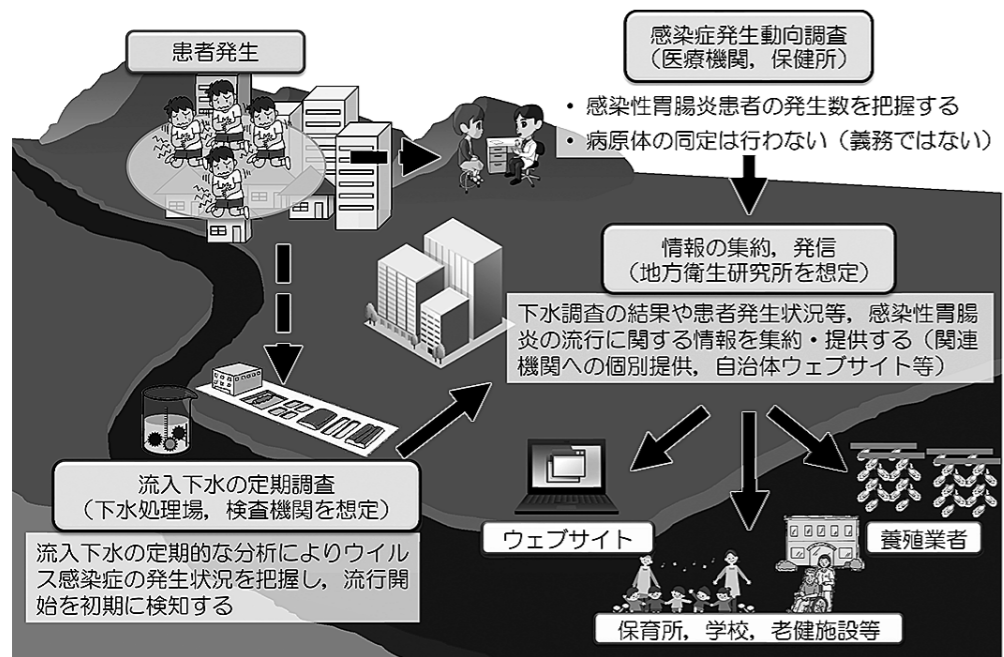 患者発生
感染症発生動向調査
（医療機関，保健所）
・ 感染性胃腸炎患者の発生数を把握する
・ 病原体の同定は行わない（義務ではない）
情報の集約，発信
（地方衛生研究所を想定）
下水調査の結果や患者発生状況等，感染性胃腸
炎の流行に関する情報を集約・提供する（関連
機関への個別提供，自治体ウェブサイト等）
流入下水の定期調査
（下水処理場，検査機関を想定）
流入下水の定期的な分析によりウイル
ス感染症の発生状況を把握し，流行開
始を初期に検知する
ウェブサイト
養殖業者
保育所，学校，老健施設等